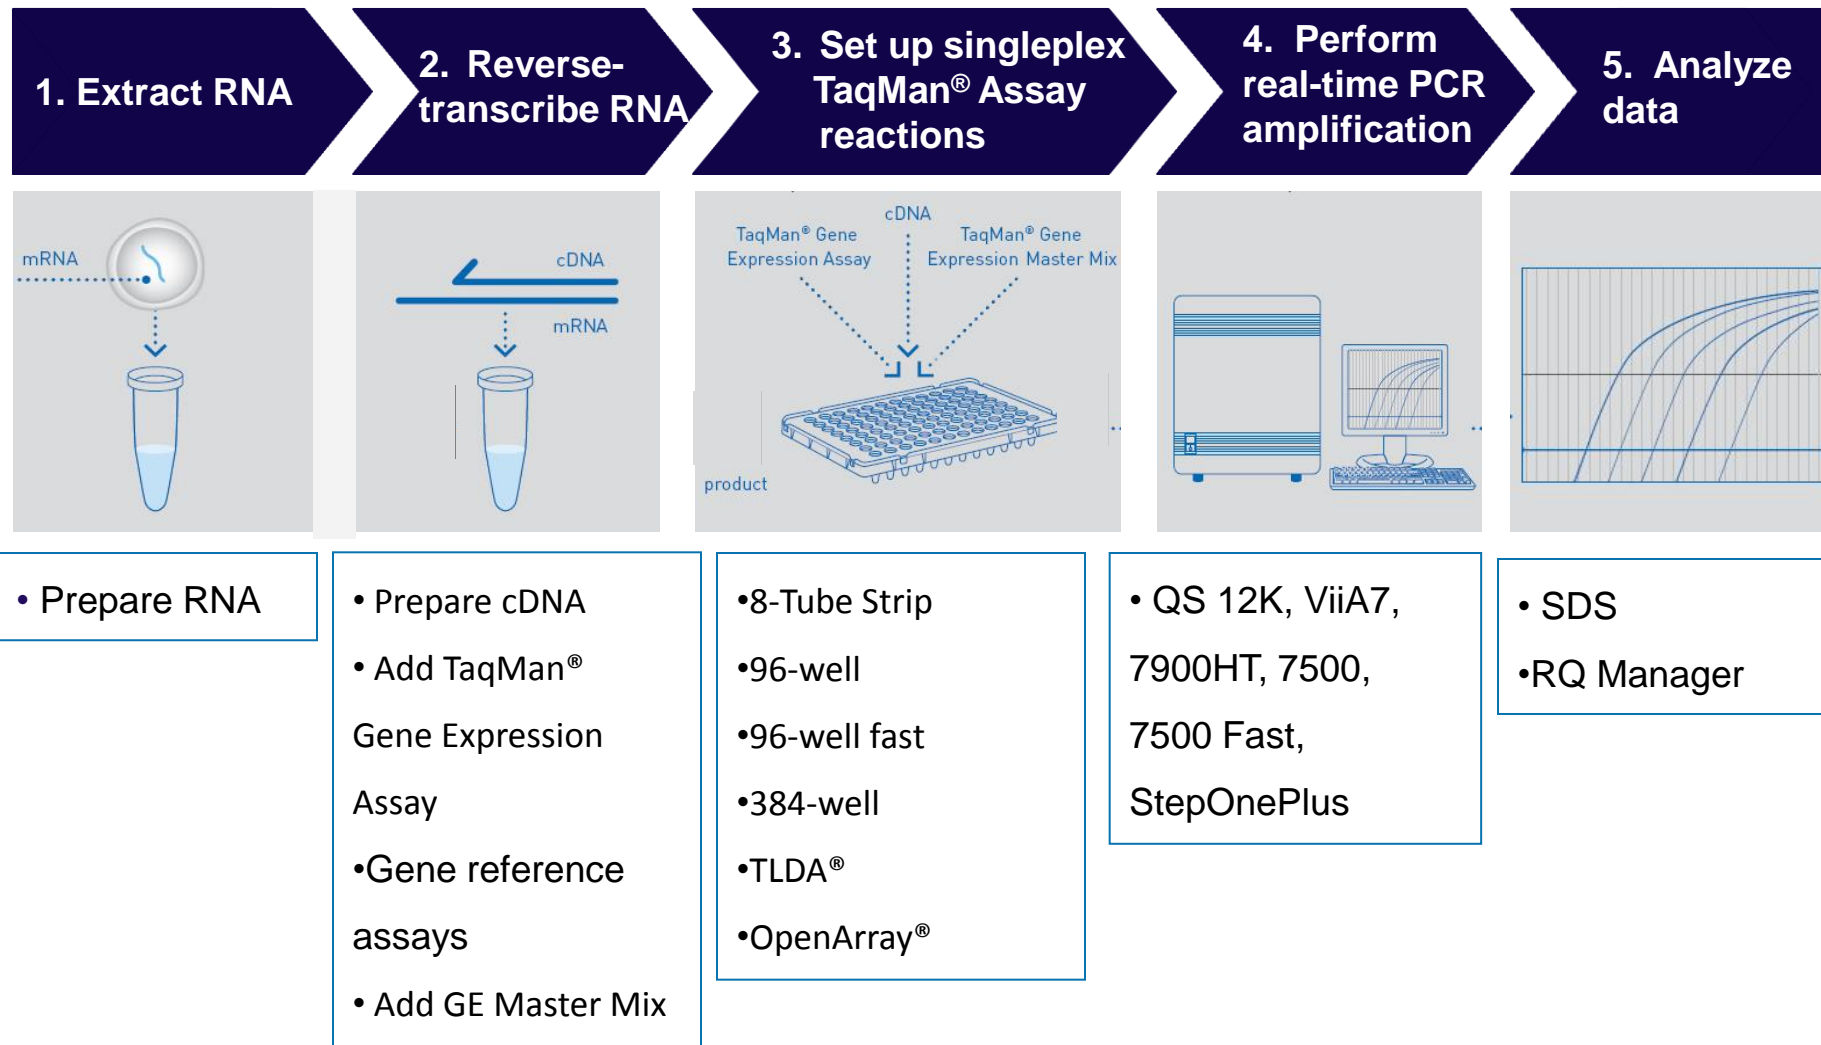 1. Extract RNA
2. Reverse-
transcribe RNA
3. Set up singleplex
TaqMan® Assay
reactions
4. Perform
real-time PCR
amplification
5. Analyze
data
mRNA
cDNA
mRNA
cDNA
TaqMan® Gene
Expression Assay
TaqMan® Gene
Expression Master Mix
product
• Prepare RNA
• Prepare cDNA
• Add TaqMan®
Gene Expression
Assay
•Gene reference
assays
• Add GE Master Mix
•8-Tube Strip
•96-well
•96-well fast
•384-well
•TLDA®
•OpenArray®
• QS 12K, ViiA7,
7900HT, 7500,
7500 Fast,
StepOnePlus
• SDS
•RQ Manager